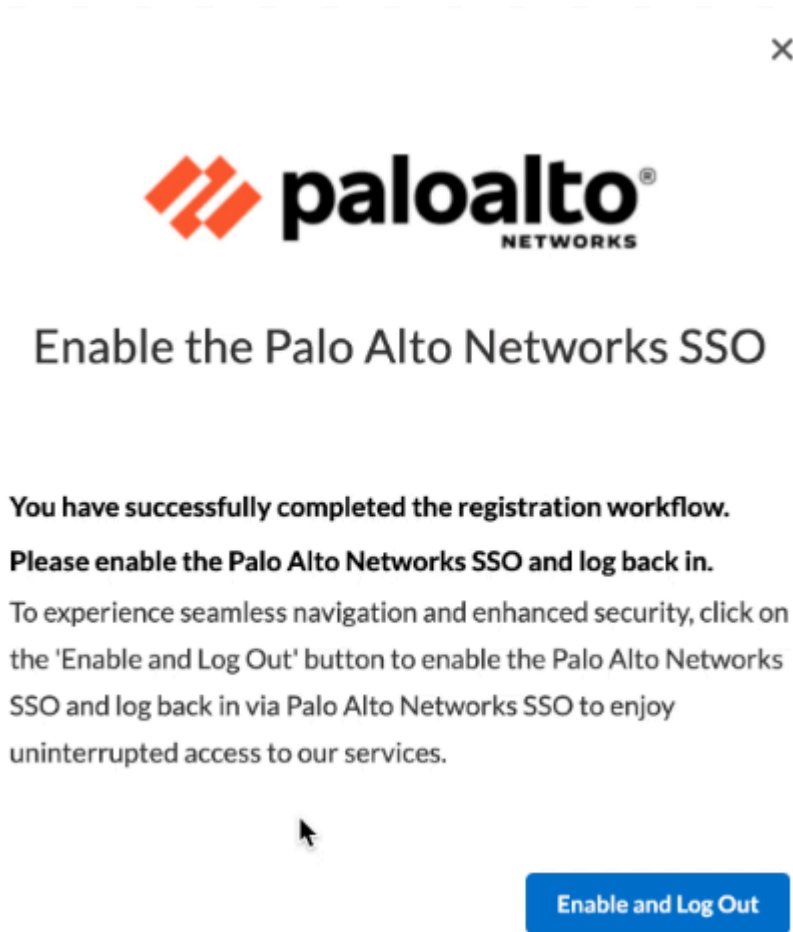 paloalto®
NETWORKS
Enable the Palo Alto Networks SSO
You have successfully completed the registration workflow.
Please enable the Palo Alto Networks SSO and log back in.
To experience seamless navigation and enhanced security, click on
the 'Enable and Log Out' button to enable the Palo Alto Networks
SSO and log back in via Palo Alto Networks SSO to enjoy
uninterrupted access to our services.
Enable and Log Out